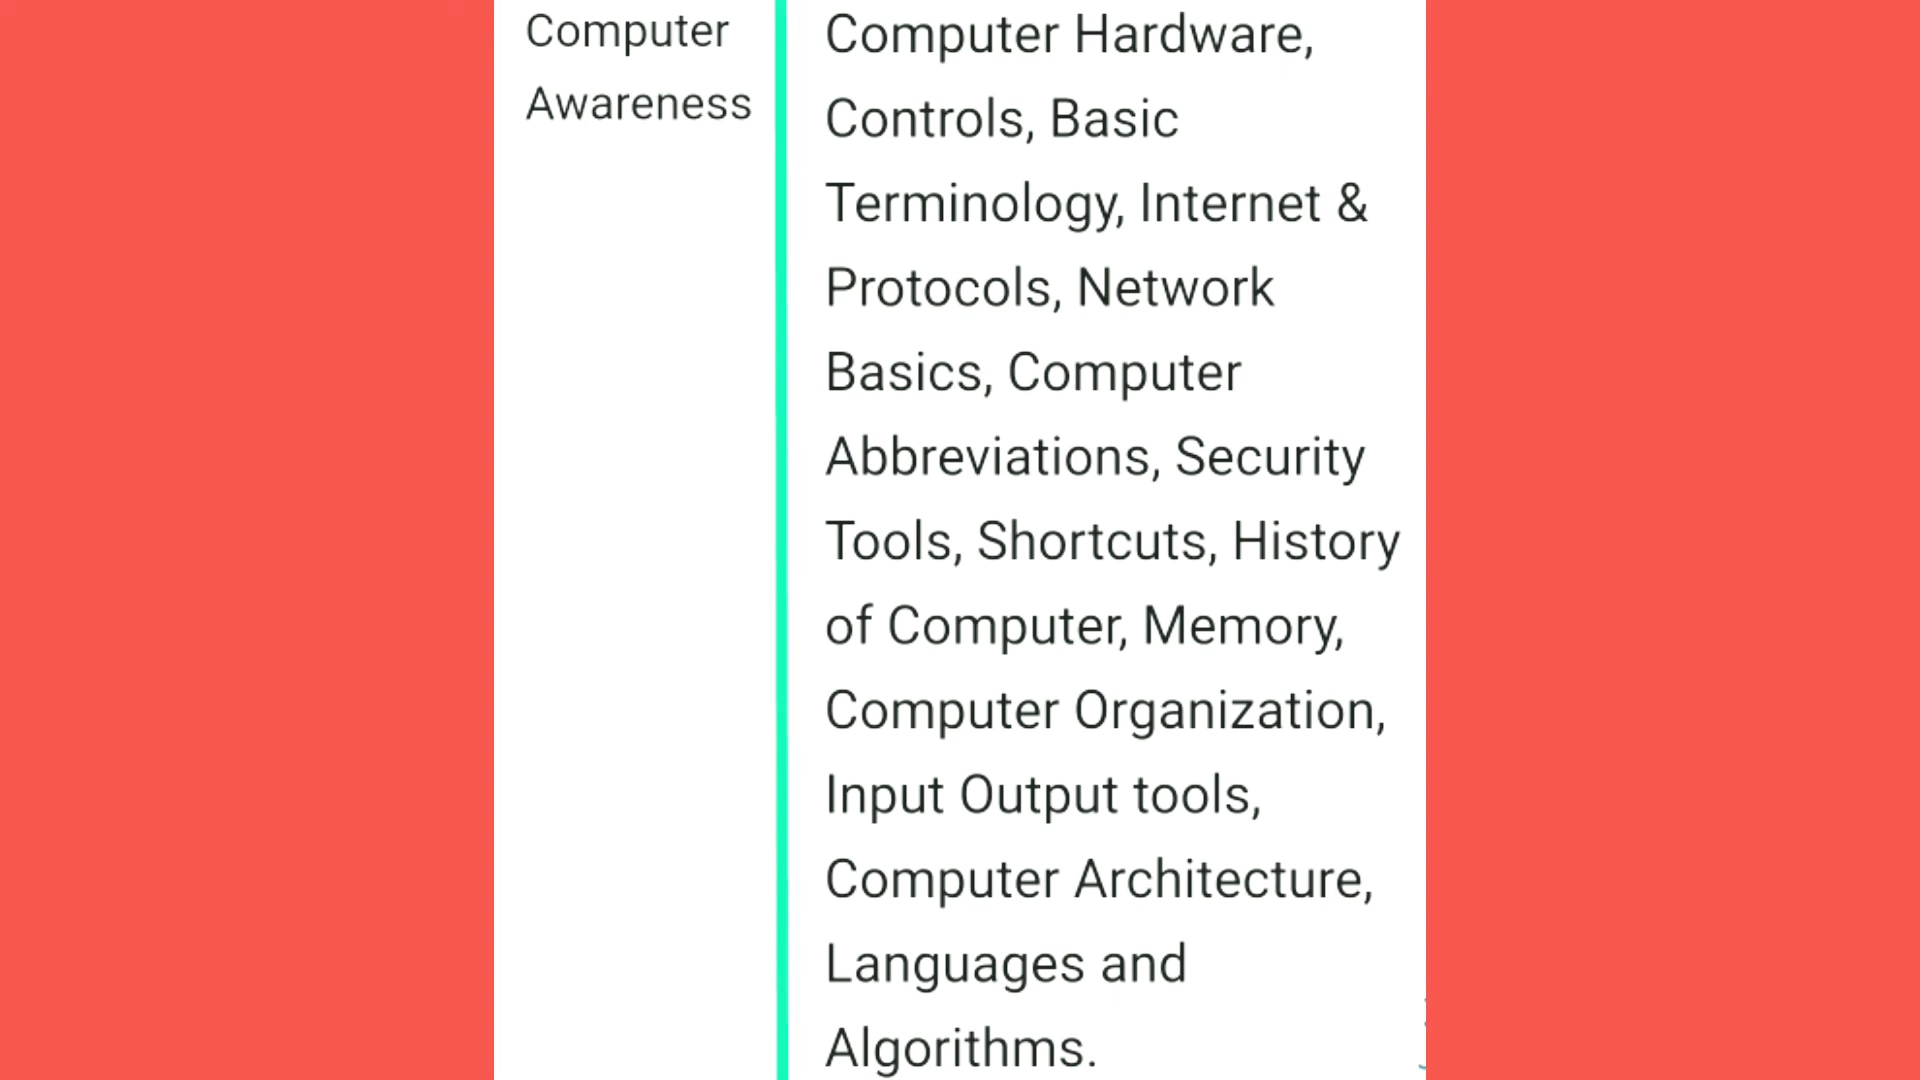 Computer
Awareness
Computer Hardware,
Controls, Basic
Terminology, Internet &
Protocols, Network
Basics, Computer
Abbreviations, Security
Tools, Shortcuts, History
of Computer, Memory,
Computer Organization,
Input Output tools,
Computer Architecture,
Languages and
Algorithms.